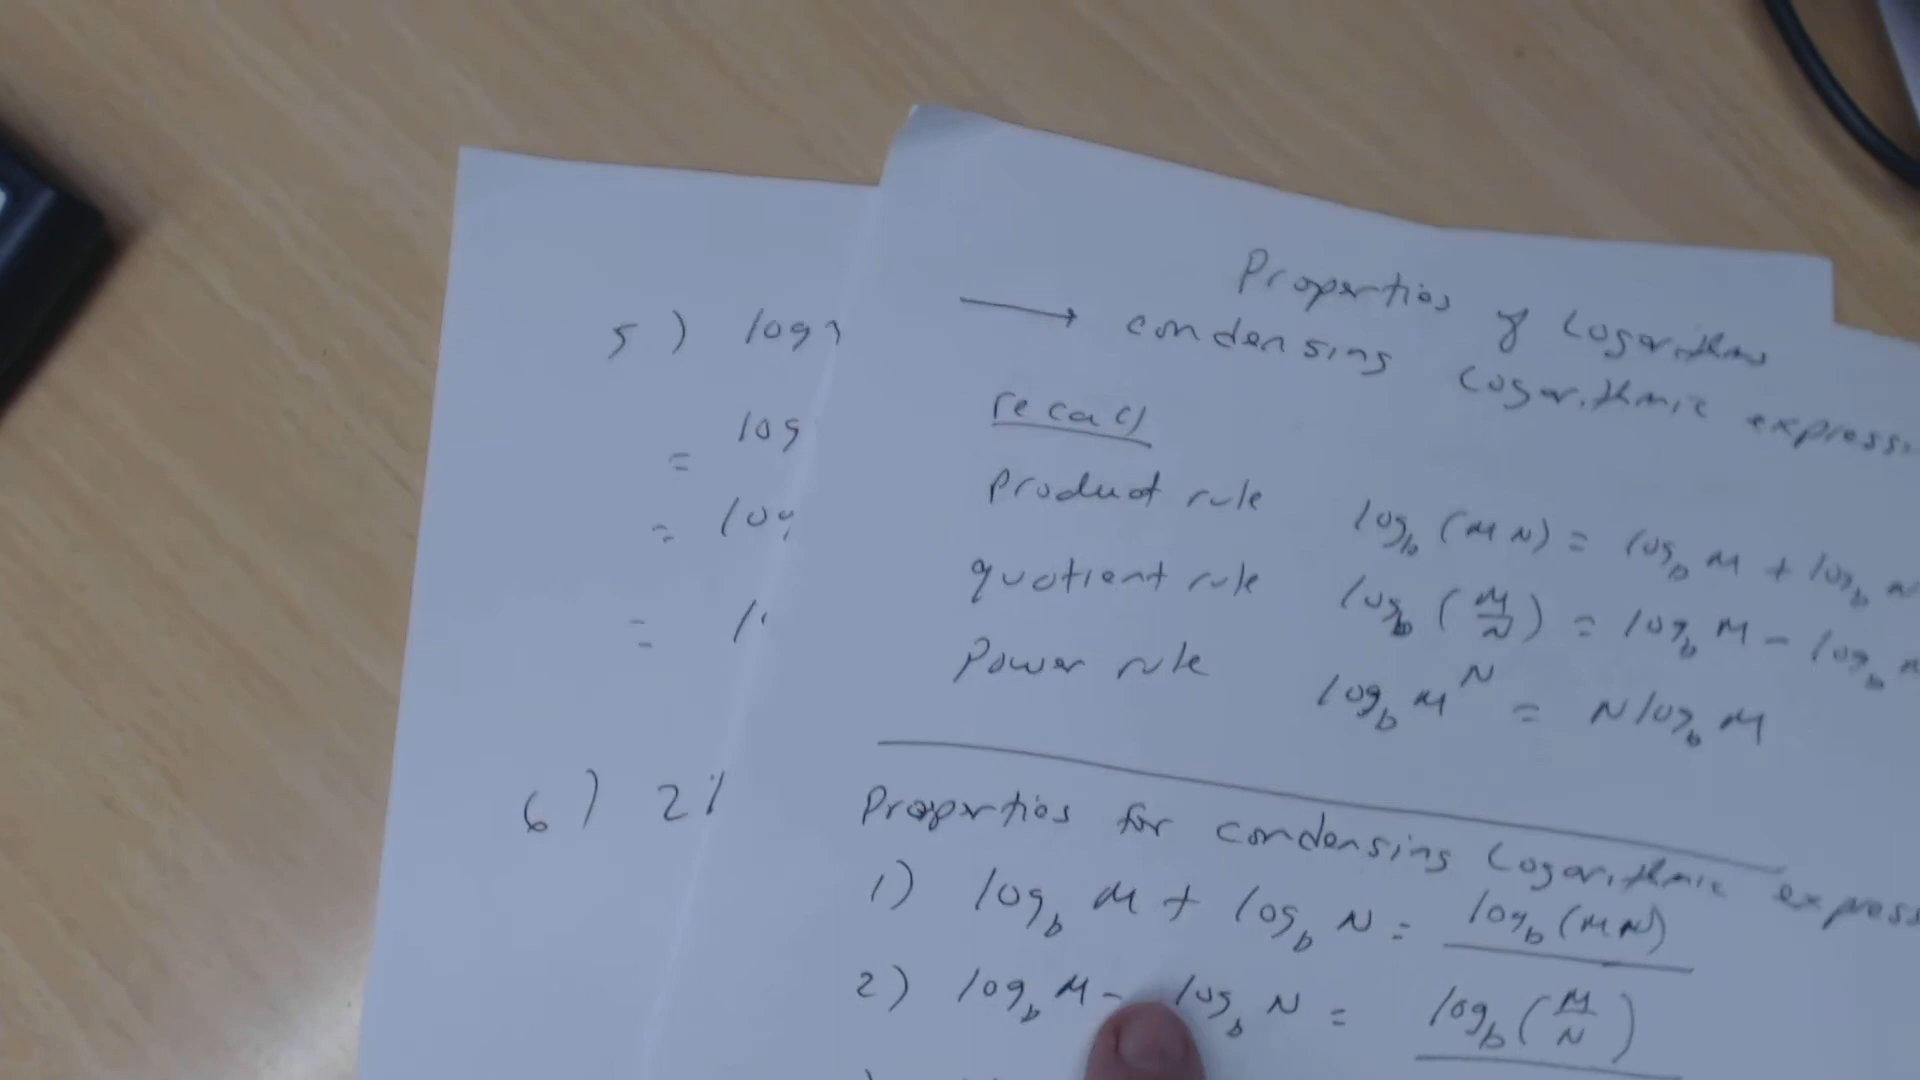 Properties of Logarithms
→ condensing Logarithmic
recall
Product rule log_b (MN) = log_b M + log_b N
quotient rule log_b (M/N) = log_b M - log_b N
Power rule log_b M^N = N log_b M
Properties for condensing Logarithmic
1) log_b M + log_b N = log_b (MN)
2) log_b M - log_b N = log_b (M/N)
5) log
= log
= log
=
6) 2